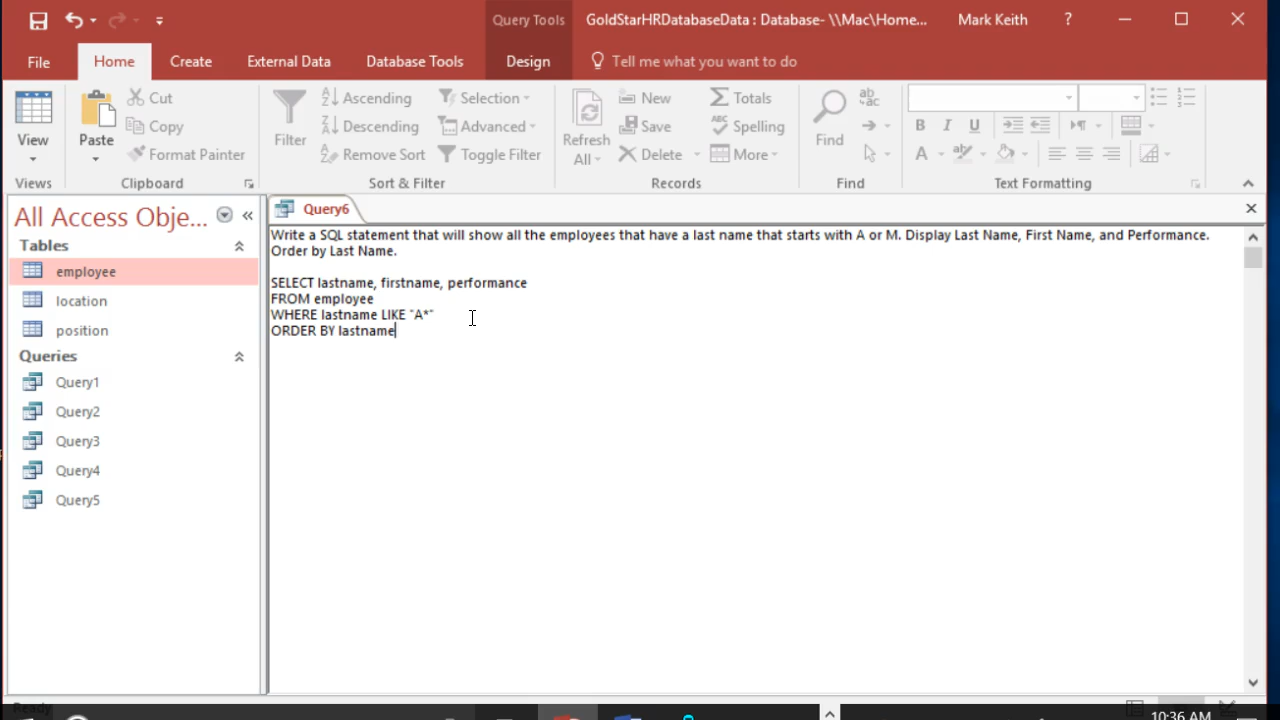 Query Tools
GoldStarHRDatabaseData : Database- \\Mac\Home...
Mark Keith
?
File
Home
Create
External Data
Database Tools
Design
Tell me what you want to do
View
Paste
Cut
Copy
Format Painter
Filter
Ascending
Descending
Remove Sort
Selection
Advanced
Toggle Filter
Refresh
All
New
Save
Delete
Totals
Spelling
More
Find
B I U
A
Views
Clipboard
Sort & Filter
Records
Find
Text Formatting
All Access Obje...
Tables
employee
location
position
Queries
Query1
Query2
Query3
Query4
Query5
Query6
Write a SQL statement that will show all the employees that have a last name that starts with A or M. Display Last Name, First Name, and Performance.
Order by Last Name.
SELECT lastname, firstname, performance
FROM employee
WHERE lastname LIKE "A*"
ORDER BY lastname
Ready
10:36 AM